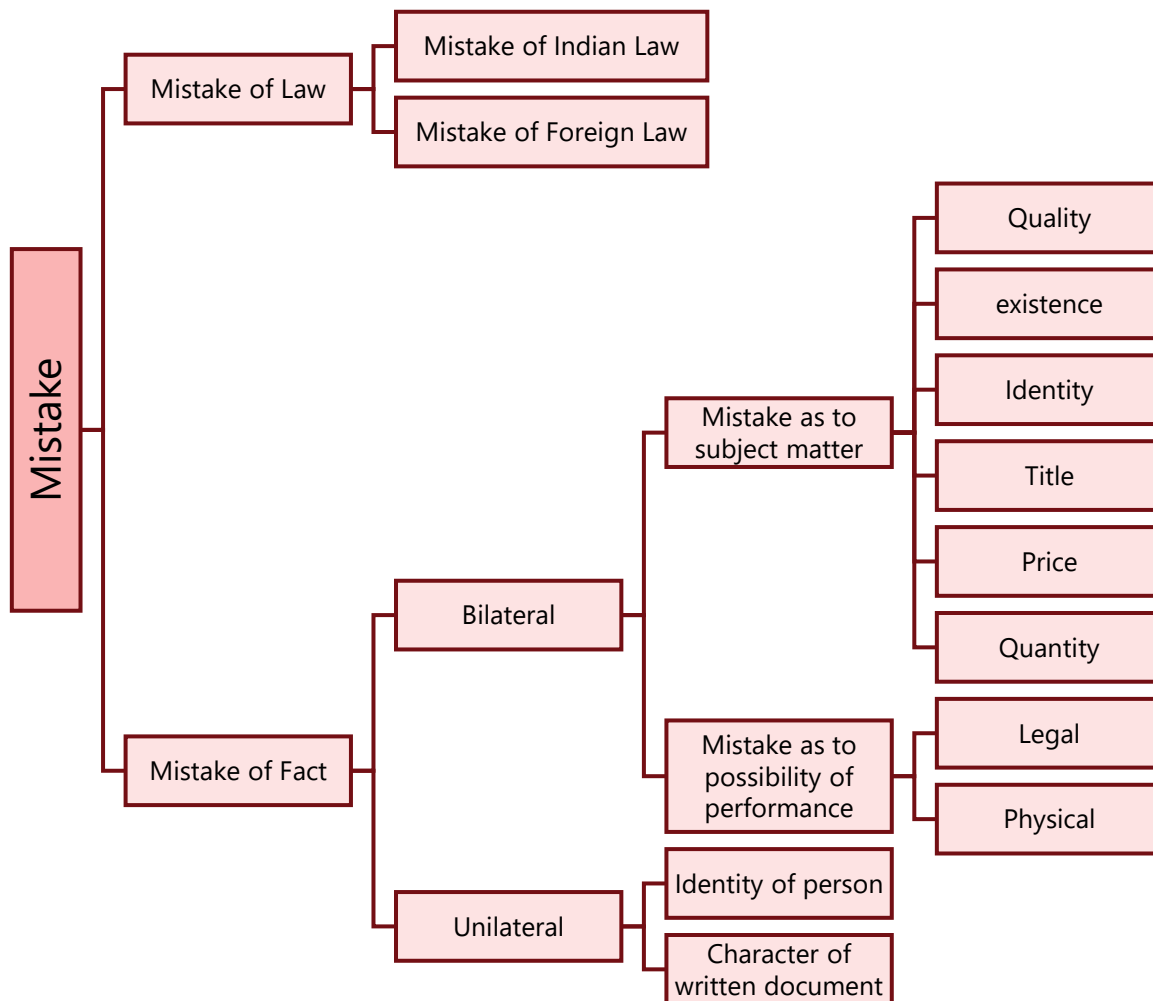 Mistake
Mistake of Law
Mistake of Indian Law
Mistake of Foreign Law
Mistake of Fact
Bilateral
Mistake as to
subject matter
Quality
existence
Identity
Title
Price
Quantity
Mistake as to
possibility of
performance
Legal
Physical
Unilateral
Identity of person
Character of
written document